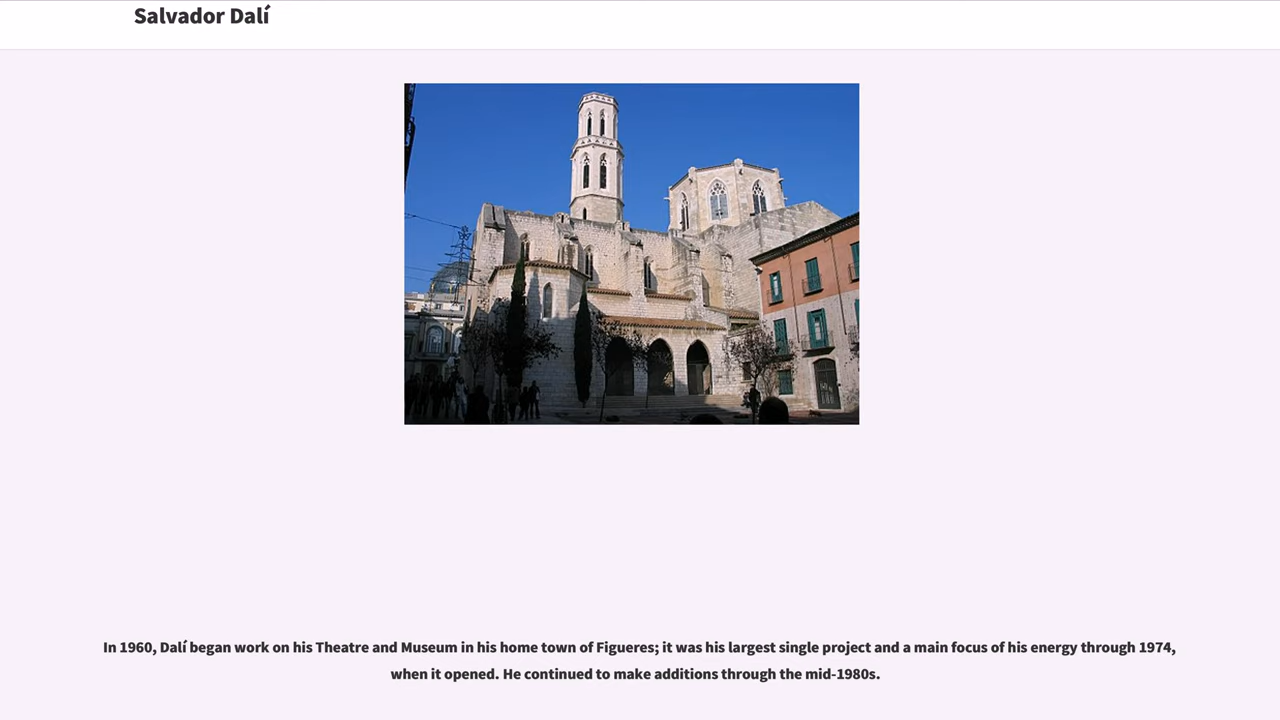 Salvador Dalí
In 1960, Dalí began work on his Theatre and Museum in his home town of Figueres; it was his largest single project and a main focus of his energy through 1974,
when it opened. He continued to make additions through the mid-1980s.